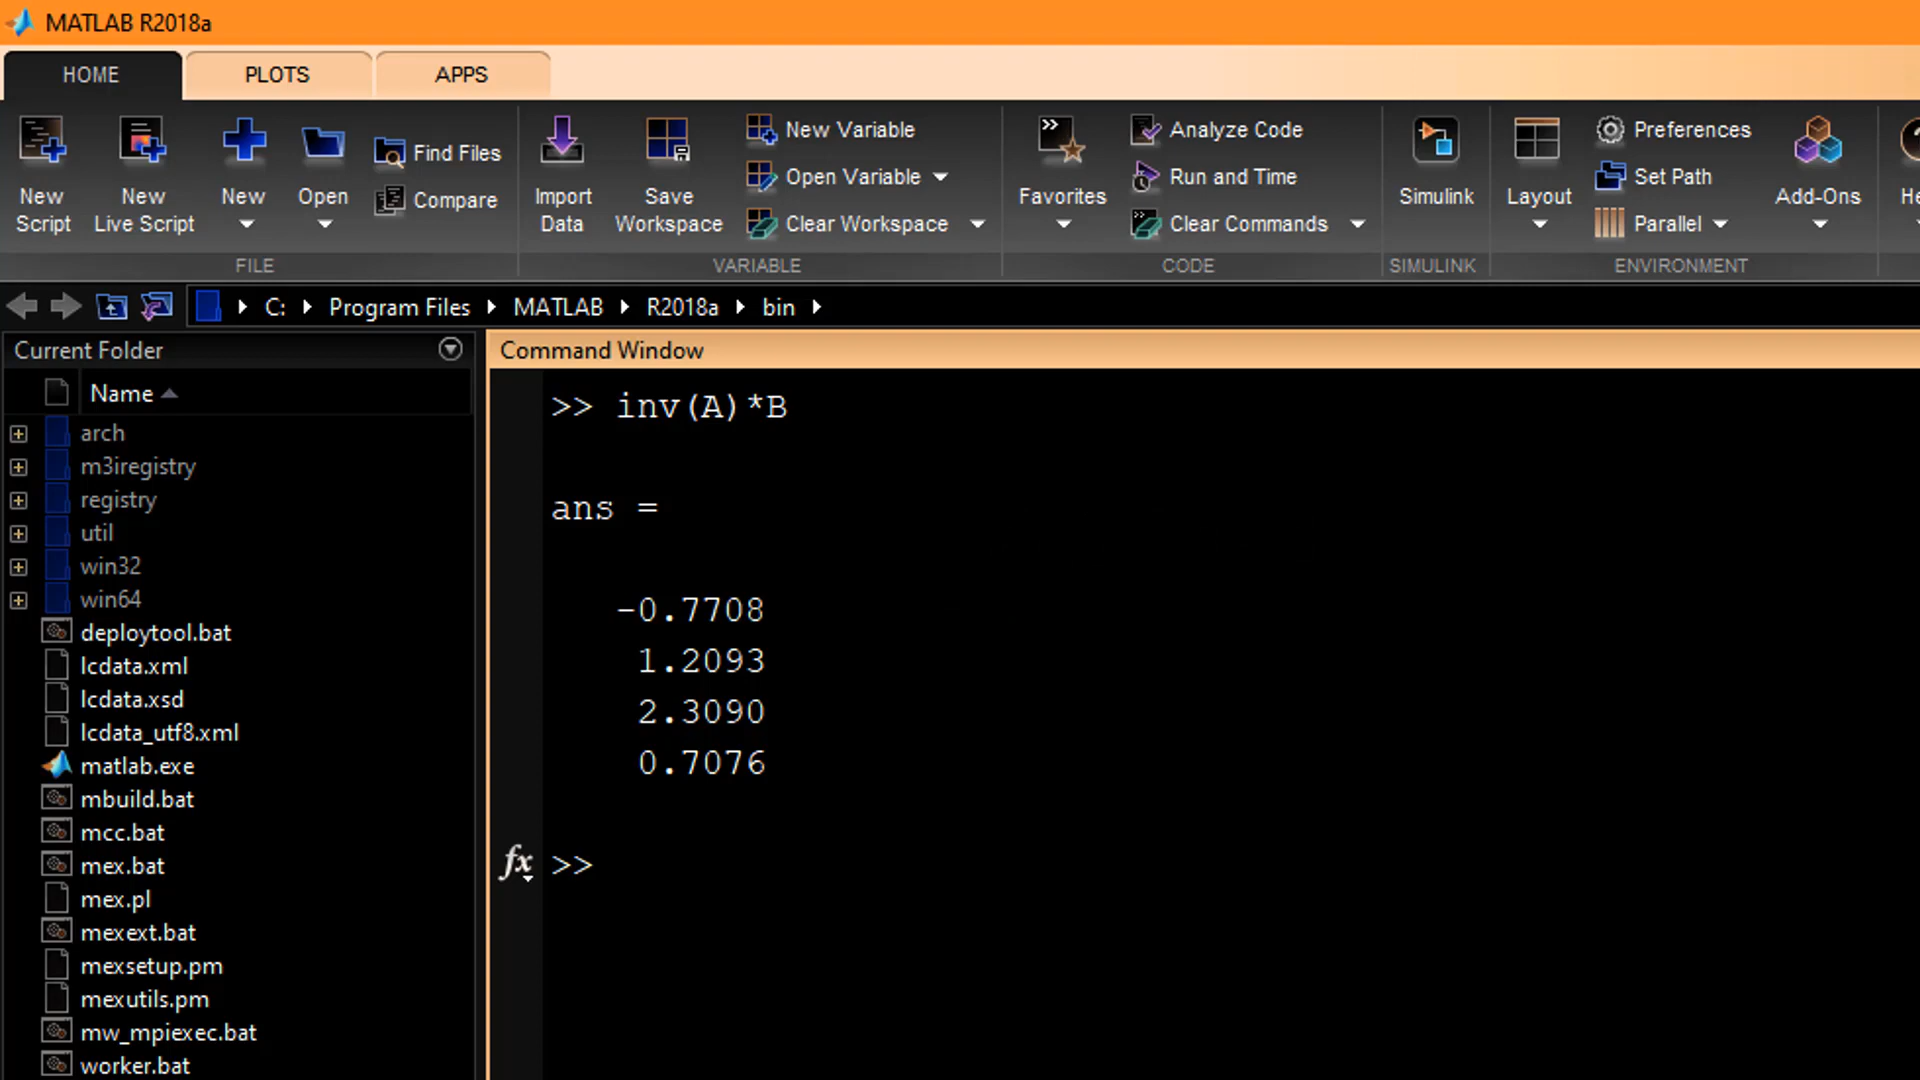 MATLAB R2018a
HOME
PLOTS
APPS
New
Script
New
Live Script
New
Open
Find Files
Compare
FILE
Import
Data
Save
Workspace
New Variable
Open Variable
Clear Workspace
VARIABLE
Favorites
Analyze Code
Run and Time
Clear Commands
CODE
Simulink
SIMULINK
Layout
Preferences
Set Path
Parallel
Add-Ons
ENVIRONMENT
C:
Program Files
MATLAB
R2018a
bin
Current Folder
Name
arch
m3iregistry
registry
util
win32
win64
deploytool.bat
lcdata.xml
lcdata.xsd
lcdata_utf8.xml
matlab.exe
mbuild.bat
mcc.bat
mex.bat
mex.pl
mexext.bat
mexsetup.pm
mexutils.pm
mw_mpiexec.bat
worker.bat
Command Window
>> inv(A)*B
ans =
-0.7708
1.2093
2.3090
0.7076
fx >>